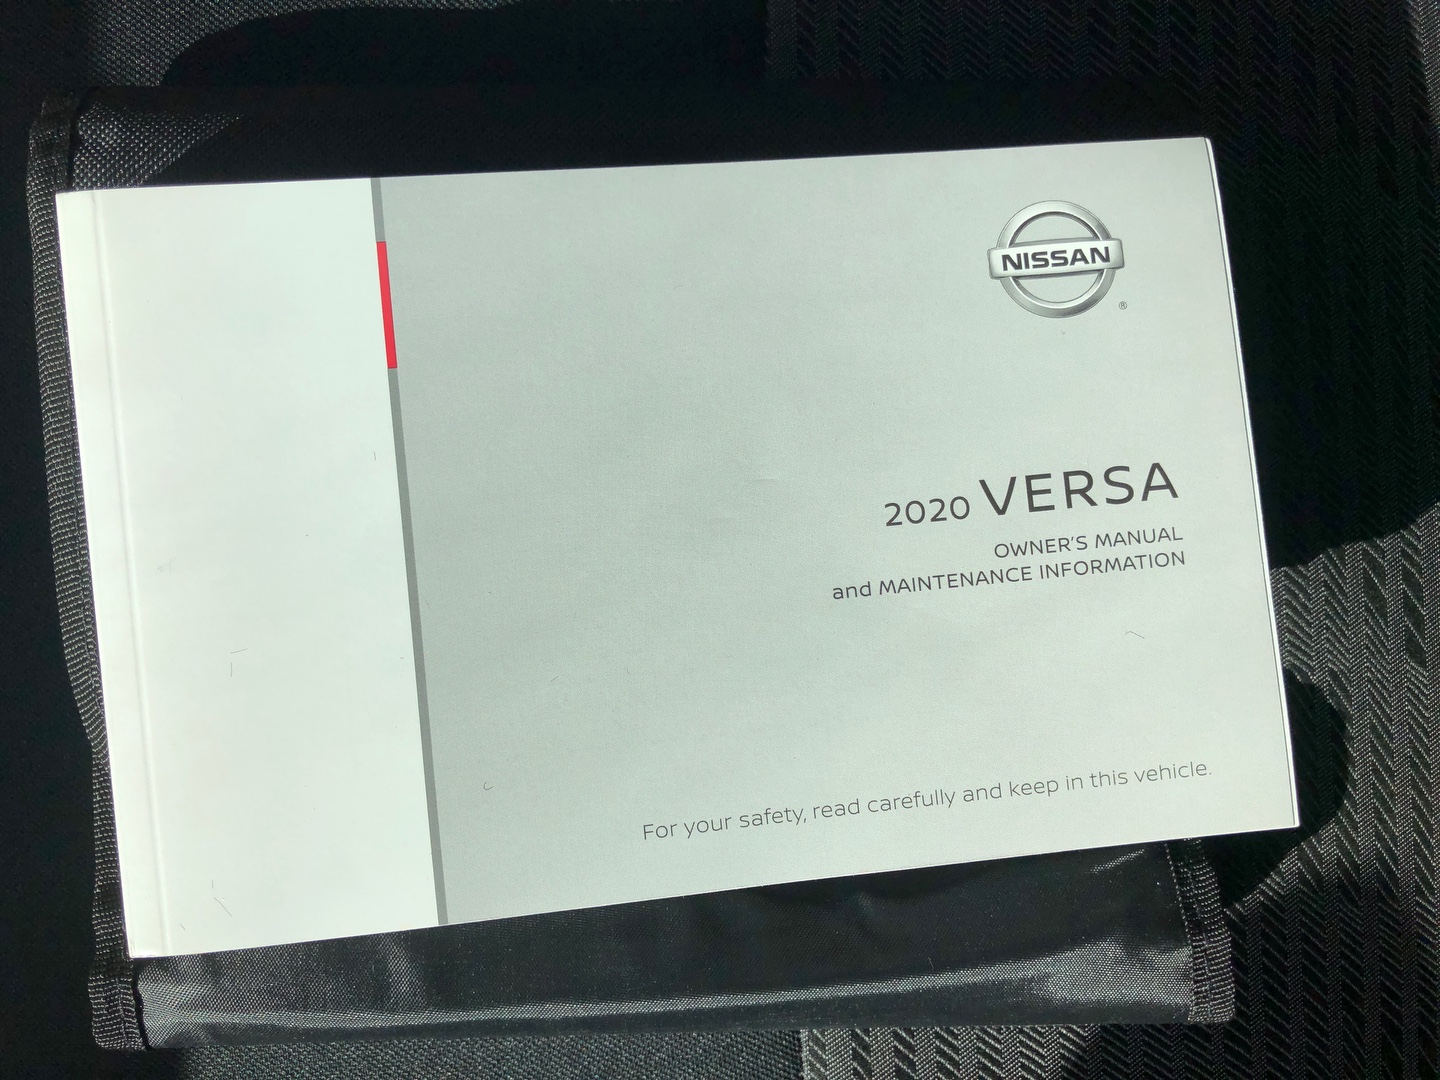 NISSAN
®
2020 VERSA
OWNER'S MANUAL
and MAINTENANCE INFORMATION
For your safety, read carefully and keep in this vehicle.